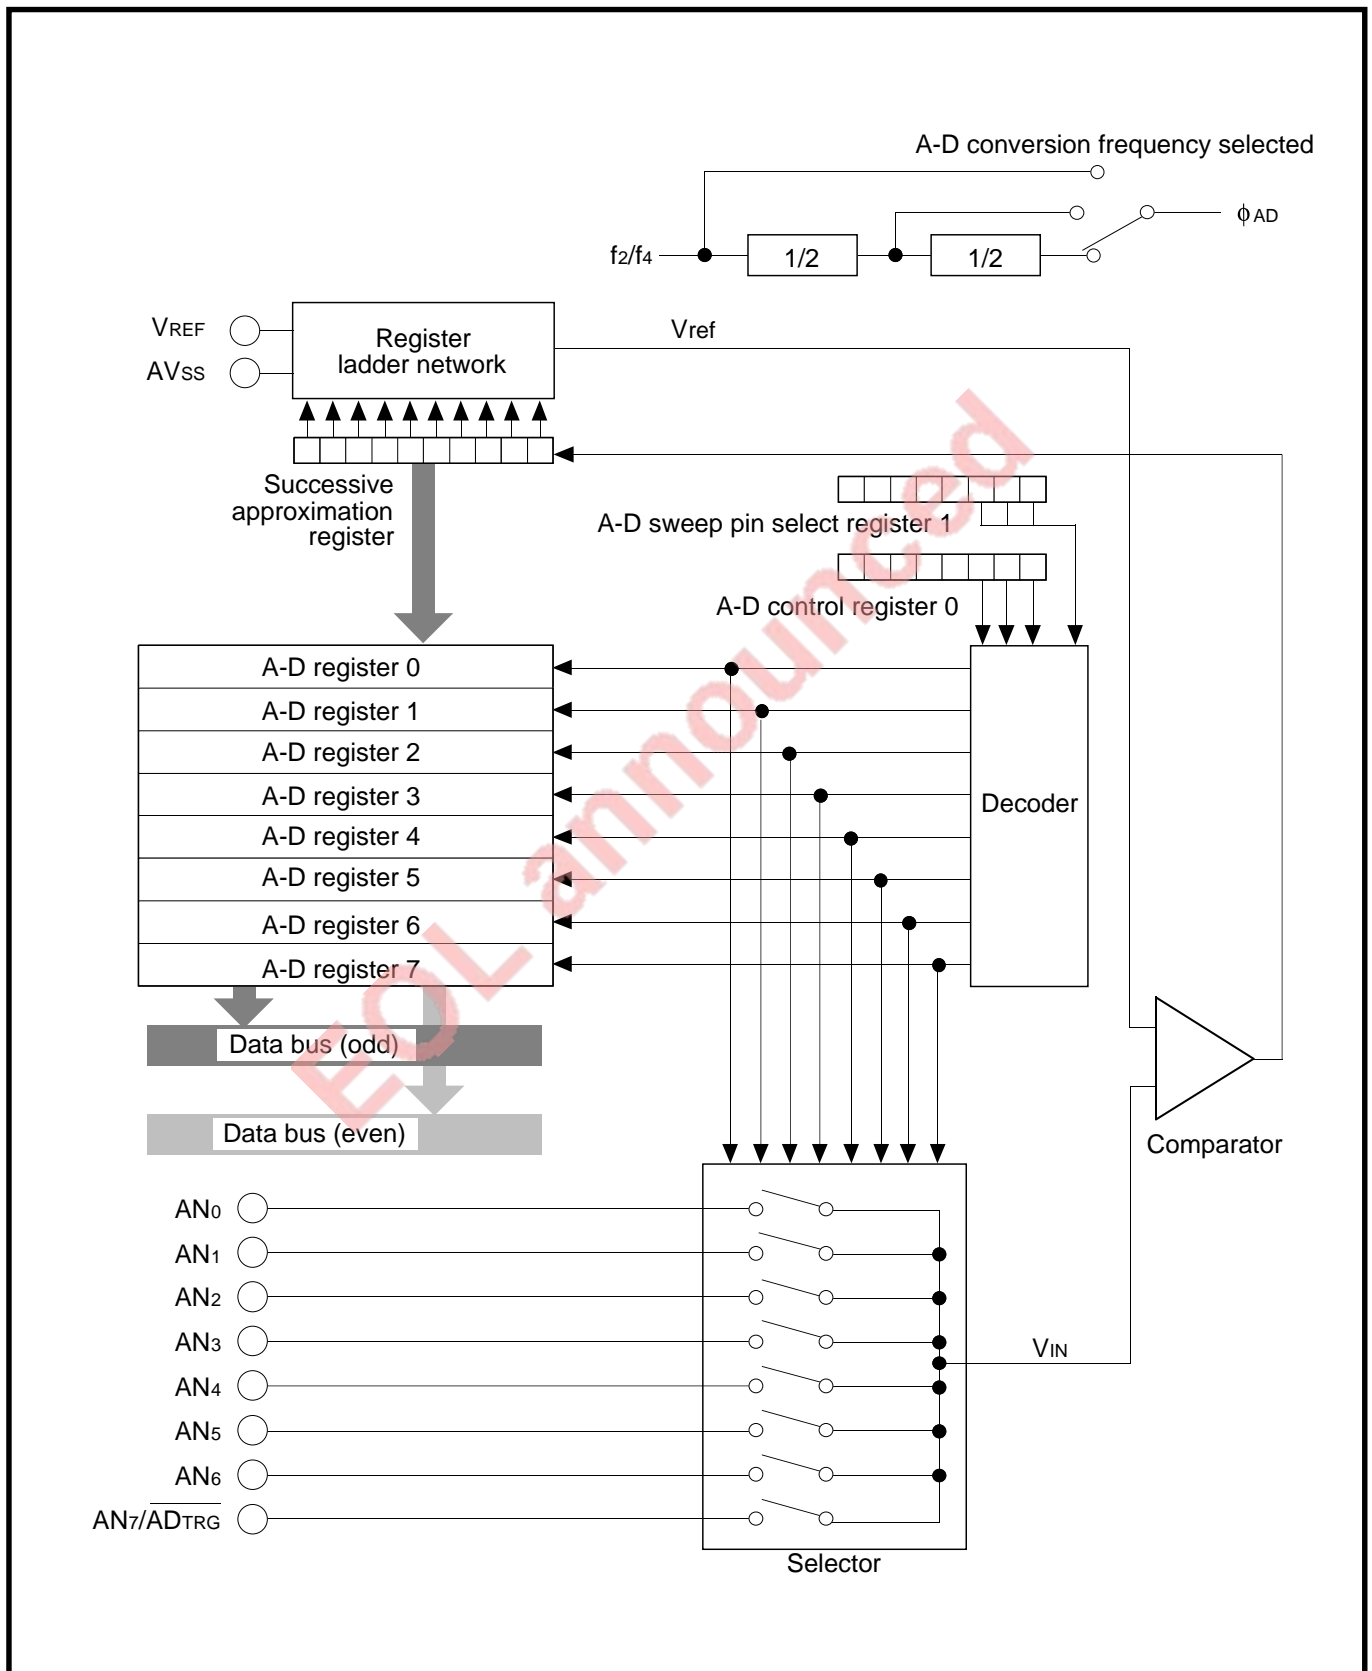 A-D conversion frequency selected
ϕAD
f2/f4
1/2
1/2
VREF
AVSS
Register
ladder network
Vref
Successive
approximation
register
A-D sweep pin select register 1
A-D control register 0
A-D register 0
A-D register 1
A-D register 2
A-D register 3
A-D register 4
A-D register 5
A-D register 6
A-D register 7
Decoder
Data bus (odd)
Data bus (even)
Comparator
AN0
AN1
AN2
AN3
AN4
AN5
AN6
AN7/ADTRG
VIN
Selector
EOL announced